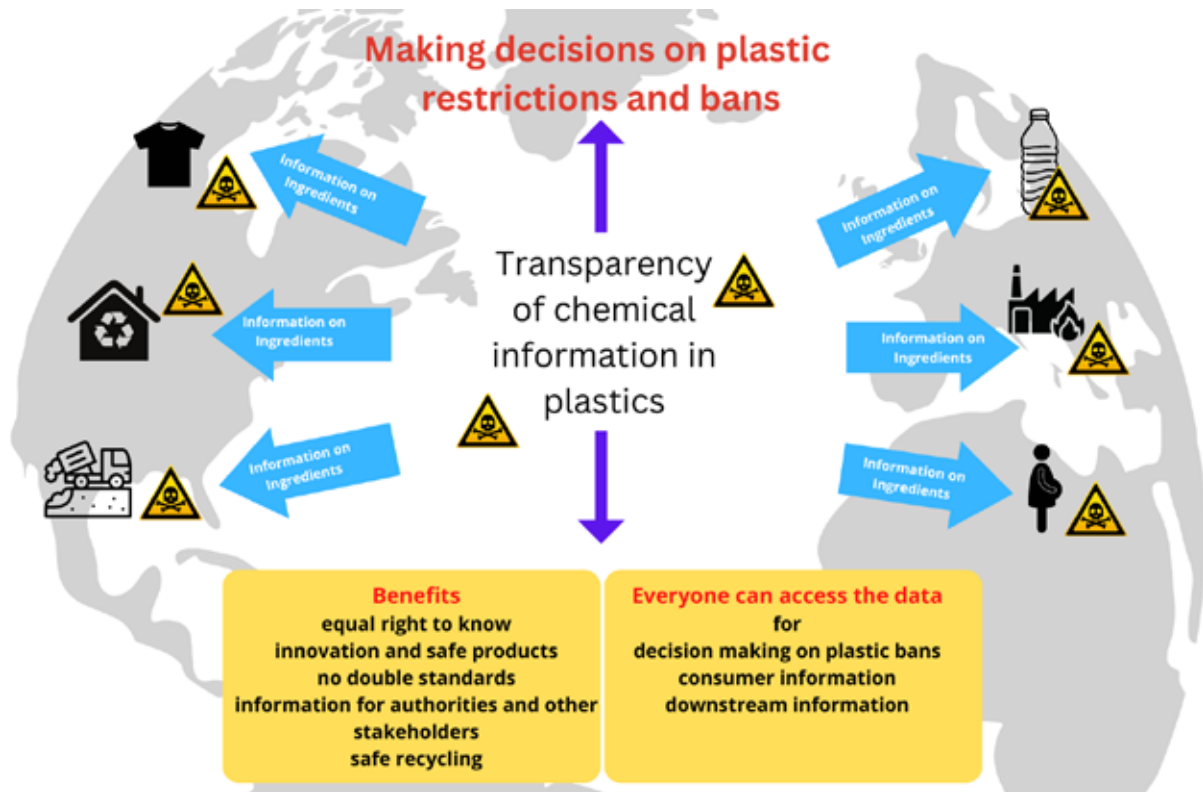 Making decisions on plastic
restrictions and bans
Information on
Ingredients
Information on
Ingredients
Information on
Ingredients
Transparency
of chemical
information in
plastics
Information on
Ingredients
Information on
Ingredients
Information on
Ingredients
Benefits
equal right to know
innovation and safe products
no double standards
information for authorities and other
stakeholders
safe recycling
Everyone can access the data
for
decision making on plastic bans
consumer information
downstream information